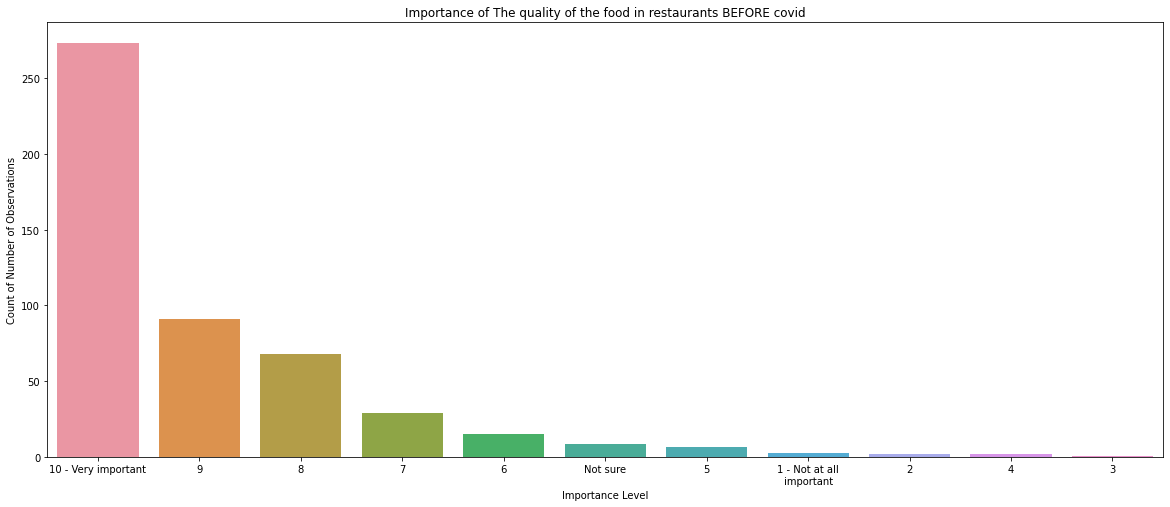 Importance of The quality of the food in restaurants BEFORE covid
Count of Number of Observations
250
200
150
100
50
0
10 - Very important
9
8
7
6
Not sure
5
1 - Not at all
important
2
4
3
Importance Level